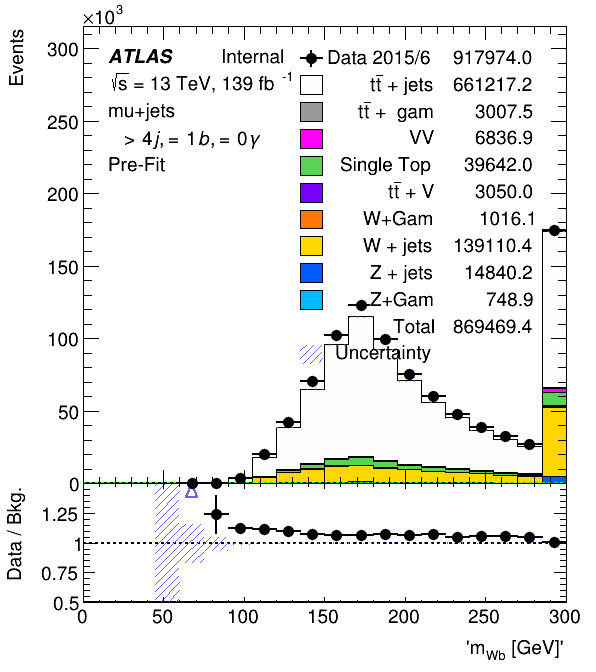 ×10³
Events
300
250
200
150
100
50
0
ATLAS Internal
√s = 13 TeV, 139 fb⁻¹
mu+jets
> 4j, = 1b, = 0γ
Pre-Fit
Data 2015/6 917974.0
tt̄ + jets 661217.2
tt̄ + gam 3007.5
VV 6836.9
Single Top 39642.0
tt̄ + V 3050.0
W+Gam 1016.1
W + jets 139110.4
Z + jets 14840.2
Z+Gam 748.9
Total 869469.4
Uncertainty
Data / Bkg.
1.25
1
0.75
0.5
0 50 100 150 200 250 300
'm_Wb [GeV]'